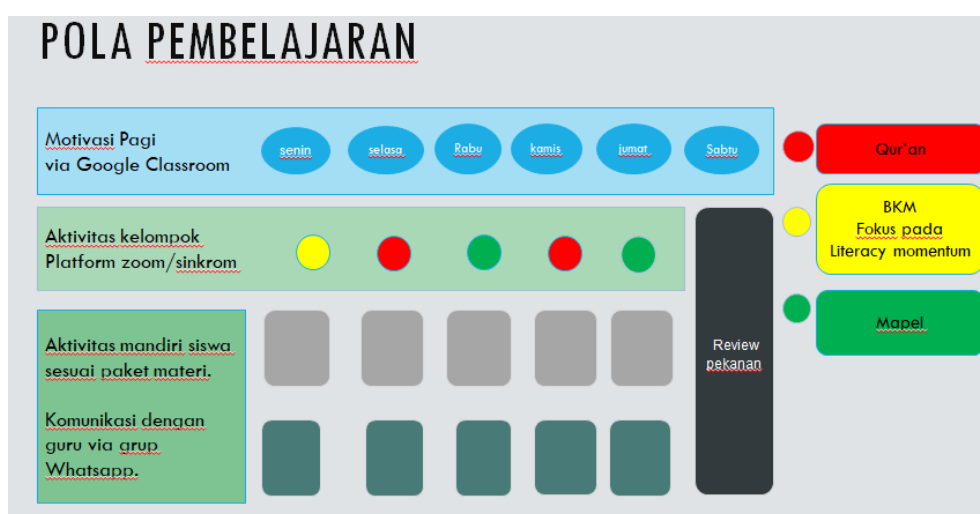 POLA PEMBELAJARAN
Motivasi Pagi
via Google Classroom
senin
selasa
Rabu
kamis
jumat
Sabtu
Qur'an
BKM
Fokus pada
Literacy momentum
Mapel
Aktivitas kelompok
Platform zoom/sinkrom
Aktivitas mandiri siswa
sesuai paket materi.
Komunikasi dengan
guru via grup
Whatsapp.
Review
pekanan